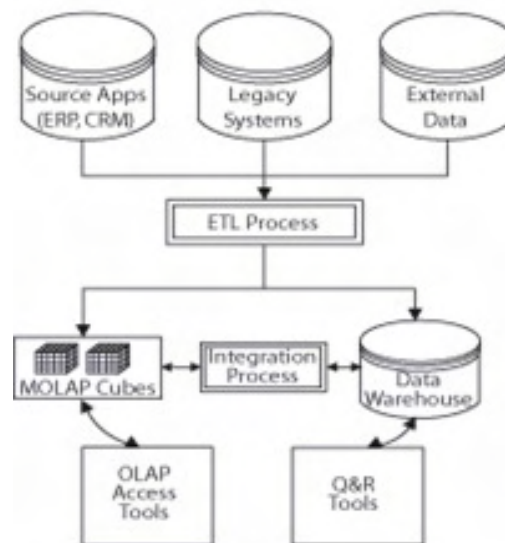 Source Apps
(ERP, CRM)
Legacy
Systems
External
Data
ETL Process
MOLAP Cubes
Integration
Process
Data
Warehouse
OLAP
Access
Tools
Q&R
Tools